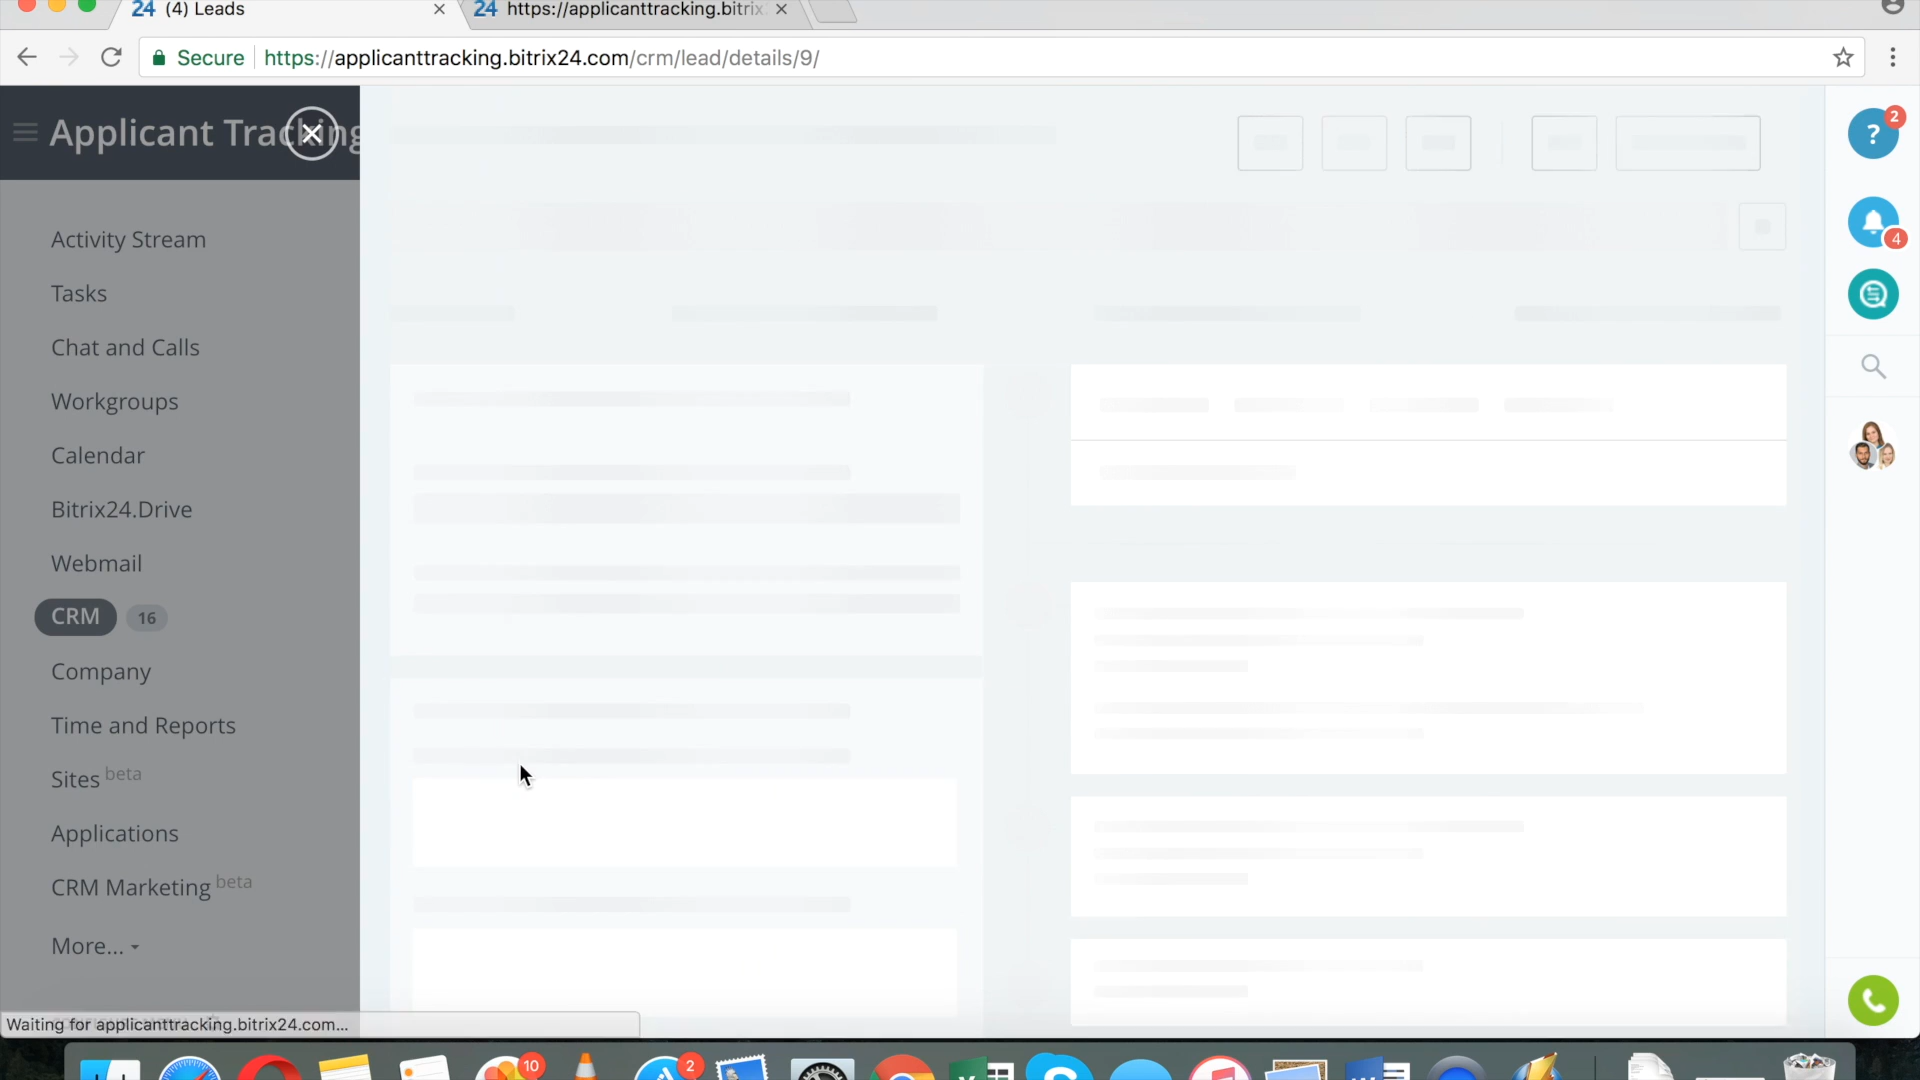 24 (4) Leads
24 https://applicanttracking.bitrix
Secure https://applicanttracking.bitrix24.com/crm/lead/details/9/
Applicant Tracking
2
4
Activity Stream
Tasks
Chat and Calls
Workgroups
Calendar
Bitrix24.Drive
Webmail
CRM 16
Company
Time and Reports
Sites beta
Applications
CRM Marketing beta
More...
Waiting for applicanttracking.bitrix24.com...
10
2